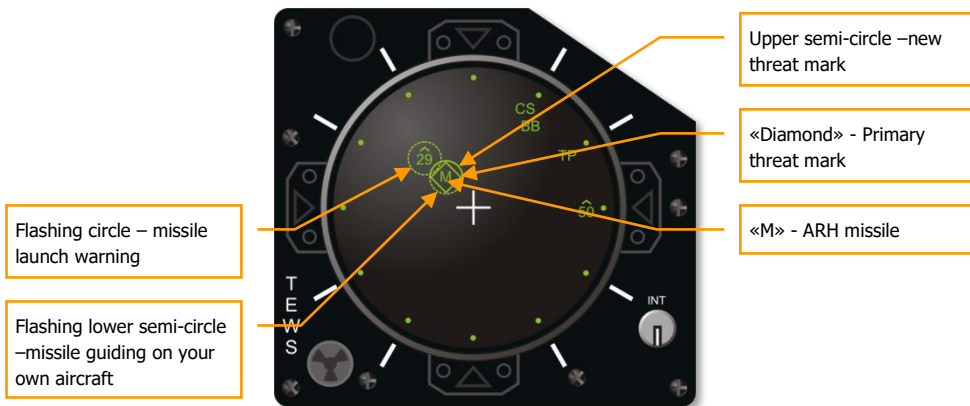 Upper semi-circle –new
threat mark
«Diamond» - Primary
threat mark
«M» - ARH missile
Flashing circle – missile
launch warning
Flashing lower semi-circle
–missile guiding on your
own aircraft
CS
BB
TP
29
M
50
INT
T
E
W
S